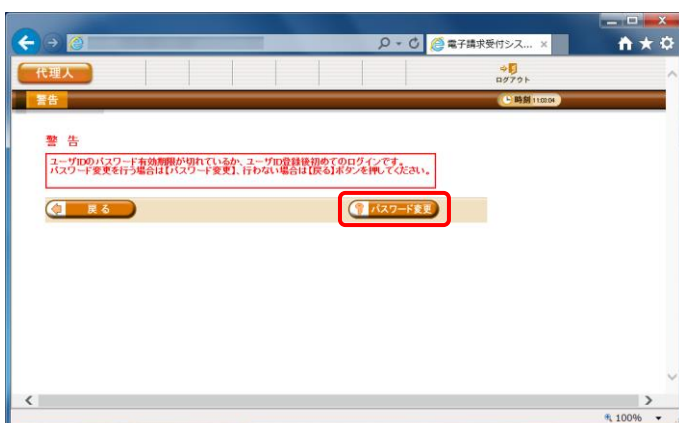 電子請求受付シス... ×
代理人
ログアウト
警告
時刻 11:03:04
警 告
ユーザIDのパスワード有効期限が切れているか、ユーザID登録後初めてのログインです。
パスワード変更を行う場合は【パスワード変更】、行わない場合は【戻る】ボタンを押してください。
戻る
パスワード変更
100%